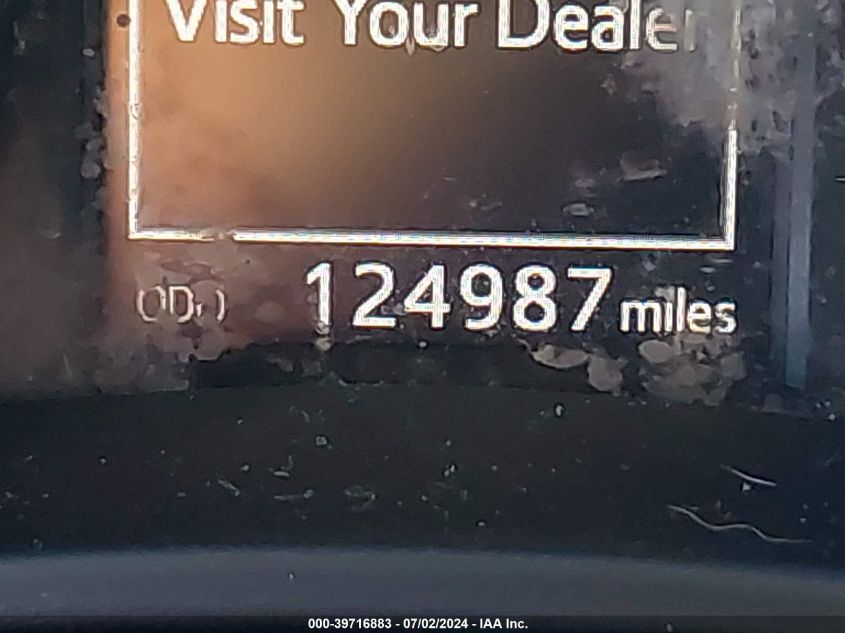 Visit Your Dealer
ODO 124987 miles
000-39716883 - 07/02/2024 - IAA Inc.